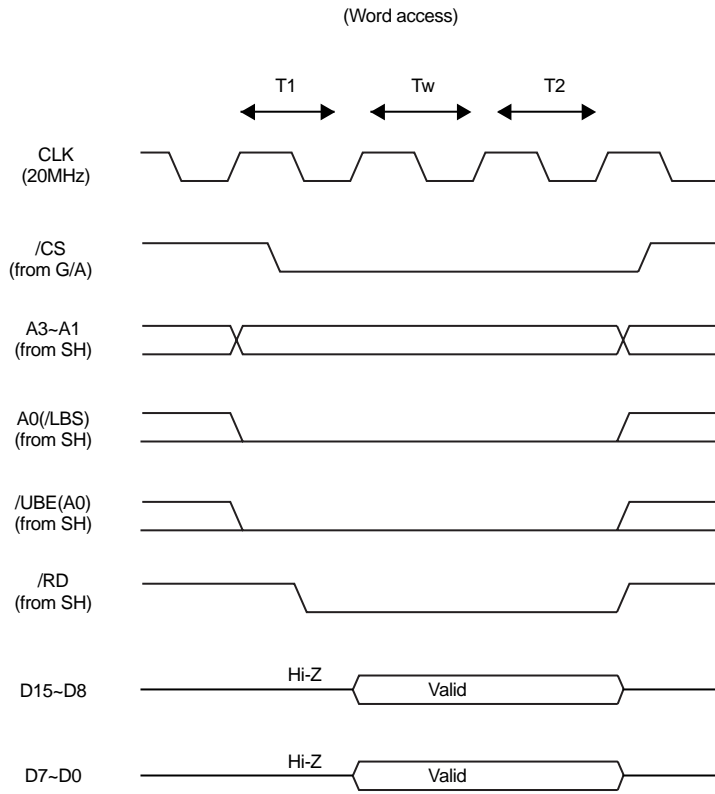 (Word access)
T1 Tw T2
CLK
(20MHz)
/CS
(from G/A)
A3~A1
(from SH)
A0(/LBS)
(from SH)
/UBE(A0)
(from SH)
/RD
(from SH)
Hi-Z
D15~D8 Valid
Hi-Z
D7~D0 Valid